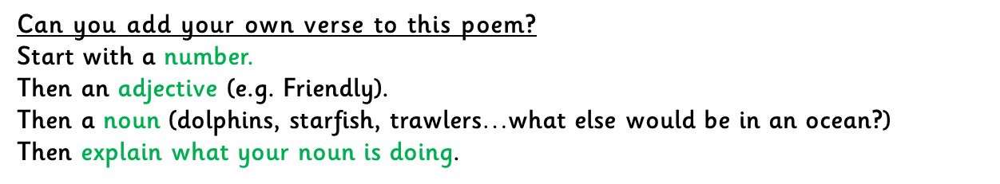 Can you add your own verse to this poem?
Start with a number.
Then an adjective (e.g. Friendly).
Then a noun (dolphins, starfish, trawlers...what else would be in an ocean?)
Then explain what your noun is doing.